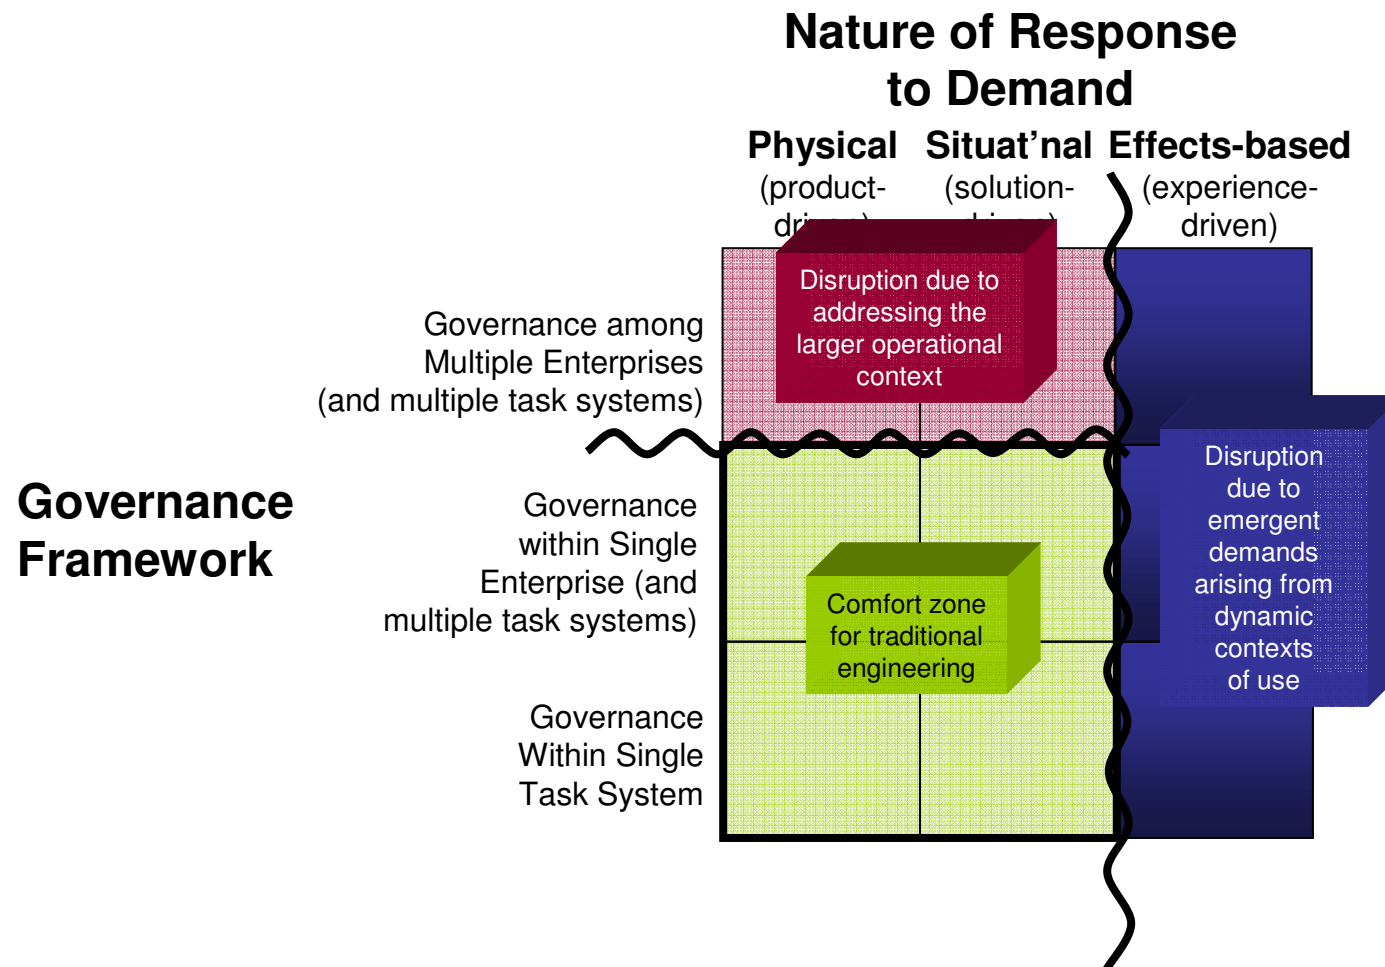 Nature of Response
to Demand
Physical Situat'nal Effects-based
(product- (solution- (experience-
driven) driven) driven)
Disruption due to
addressing the
larger operational
context
Governance among
Multiple Enterprises
(and multiple task systems)
Governance
Framework
Governance
within Single
Enterprise (and
multiple task systems)
Comfort zone
for traditional
engineering
Disruption
due to
emergent
demands
arising from
dynamic
contexts
of use
Governance
Within Single
Task System